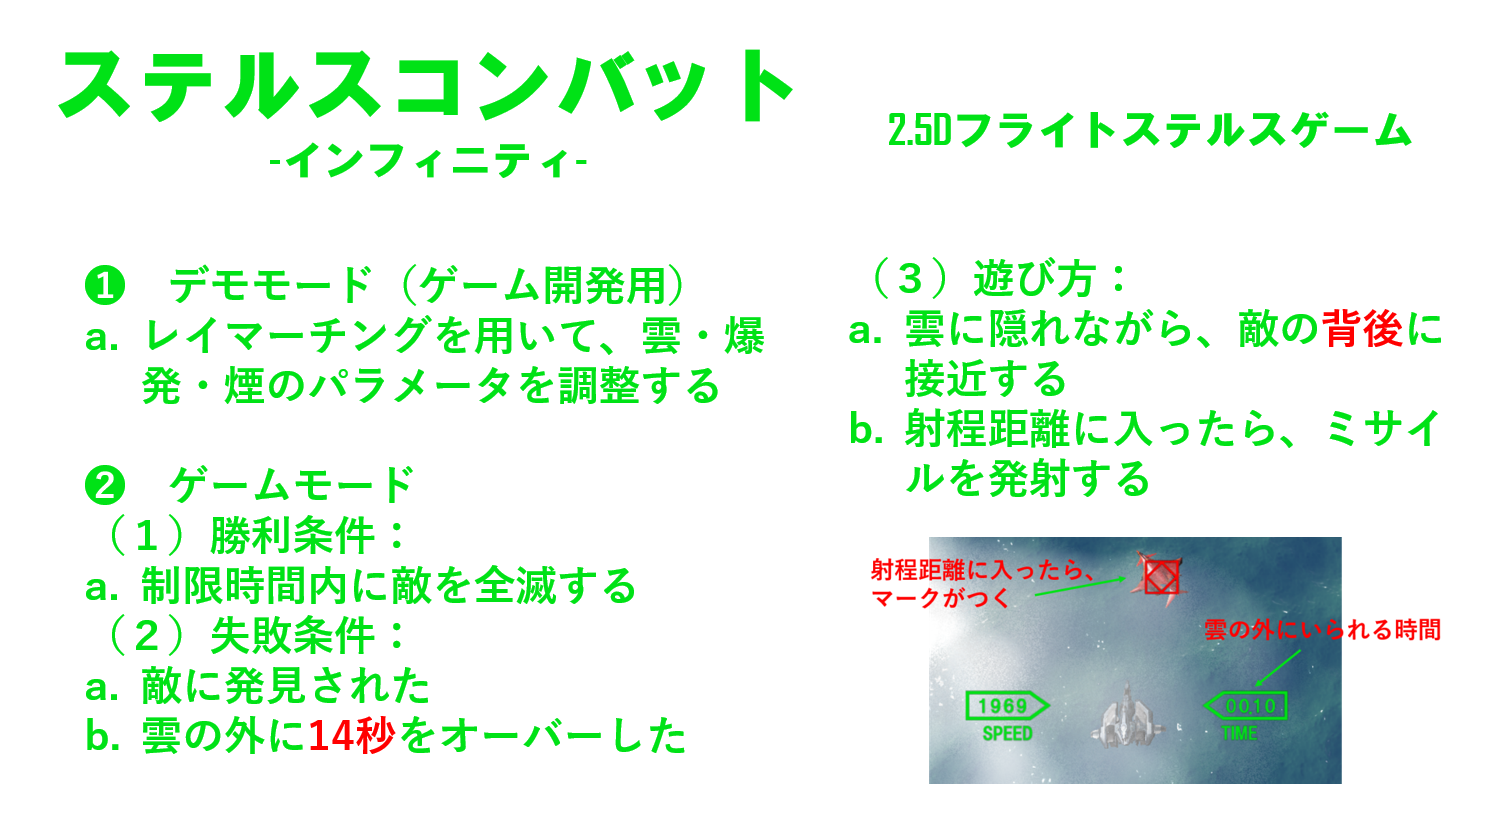 ステルスコンバット
-インフィニティ-
2.5Dフライトステルスゲーム
❶　デモモード（ゲーム開発用）
a. レイマーチングを用いて、雲・爆
発・煙のパラメータを調整する
❷　ゲームモード
（１）勝利条件：
a. 制限時間内に敵を全滅する
（２）失敗条件：
a. 敵に発見された
b. 雲の外に14秒をオーバーした
（３）遊び方：
a. 雲に隠れながら、敵の背後に
接近する
b. 射程距離に入ったら、ミサイ
ルを発射する
射程距離に入ったら、
マークがつく
雲の外にいられる時間
1969
SPEED
00.10
TIME